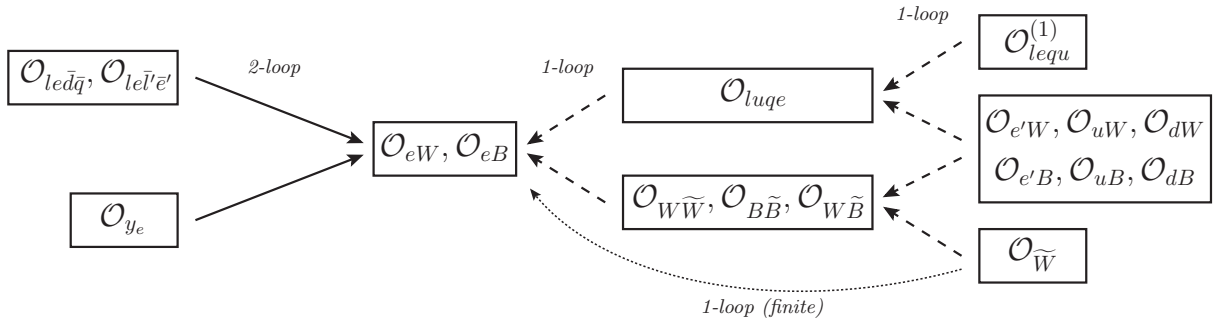 1-loop
𝒪_{lequ}^{(1)}
𝒪_{led̄q̄}, 𝒪_{lel̄′ē′}
2-loop
1-loop
𝒪_{luqe}
𝒪_{e′W}, 𝒪_{uW}, 𝒪_{dW}
𝒪_{e′B}, 𝒪_{uB}, 𝒪_{dB}
𝒪_{eW}, 𝒪_{eB}
𝒪_{y_e}
𝒪_{WW̃}, 𝒪_{BB̃}, 𝒪_{WB̃}
𝒪_{W̃}
1-loop (finite)